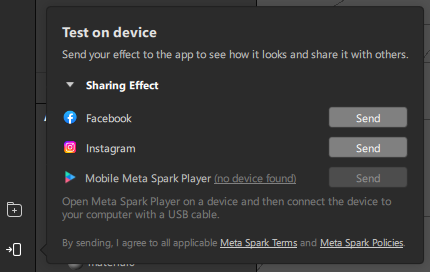 Test on device
Send your effect to the app to see how it looks and share it with others.
Sharing Effect
Facebook Send
Instagram Send
Mobile Meta Spark Player (no device found) Send
Open Meta Spark Player on a device and then connect the device to
your computer with a USB cable.
By sending, I agree to all applicable Meta Spark Terms and Meta Spark Policies.